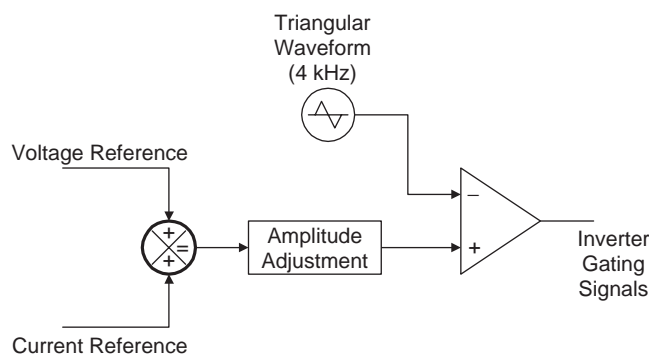 Triangular
Waveform
(4 kHz)
Voltage Reference
−
+
=
+
Amplitude
Adjustment
+
Inverter
Gating
Signals
Current Reference